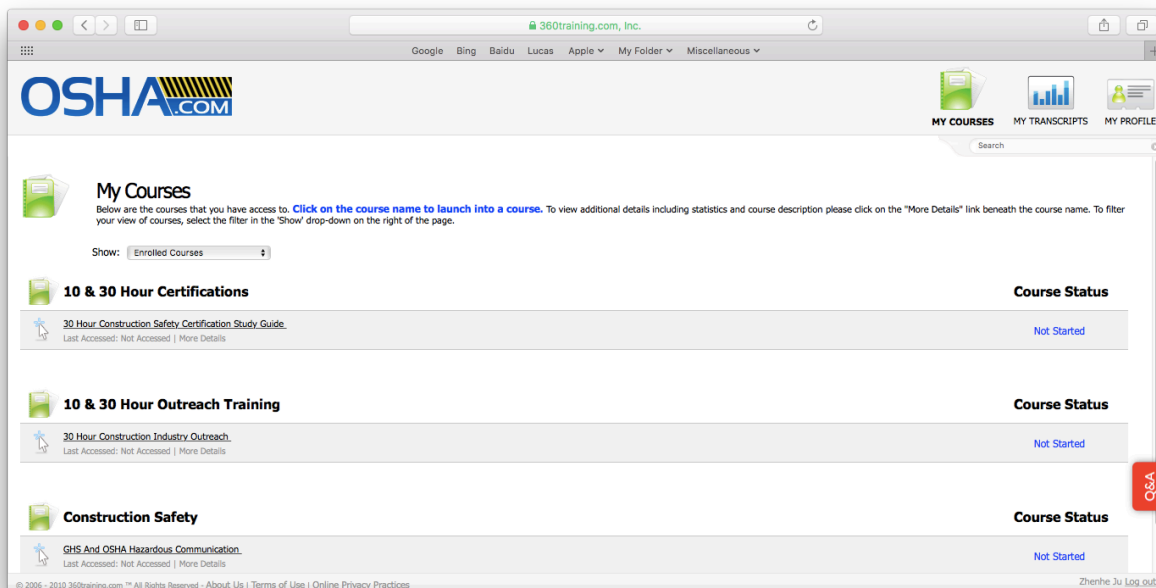 360training.com, Inc.
Google Bing Baidu Lucas Apple My Folder Miscellaneous
OSHA.COM
MY COURSES MY TRANSCRIPTS MY PROFILE
Search
My Courses
Below are the courses that you have access to. Click on the course name to launch into a course. To view additional details including statistics and course description please click on the "More Details" link beneath the course name. To filter
your view of courses, select the filter in the 'Show' drop-down on the right of the page.
Show: Enrolled Courses
10 & 30 Hour Certifications Course Status
30 Hour Construction Safety Certification Study Guide
Last Accessed: Not Accessed | More Details
Not Started
10 & 30 Hour Outreach Training Course Status
30 Hour Construction Industry Outreach
Last Accessed: Not Accessed | More Details
Not Started
Q&A
Construction Safety Course Status
GHS And OSHA Hazardous Communication
Last Accessed: Not Accessed | More Details
Not Started
© 2006 - 2010 360training.com ™ All Rights Reserved - About Us | Terms of Use | Online Privacy Practices
Zhenhe Ju Log out